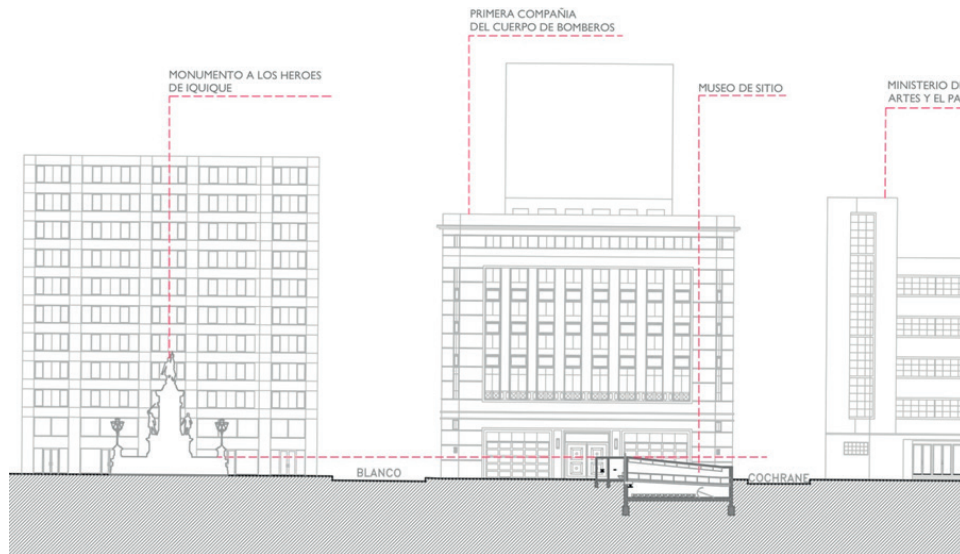 PRIMERA COMPAÑIA
DEL CUERPO DE BOMBEROS
MONUMENTO A LOS HEROES
DE IQUIQUE
MUSEO DE SITIO
MINISTERIO DE
ARTES Y EL PA
BLANCO
COCHRANE